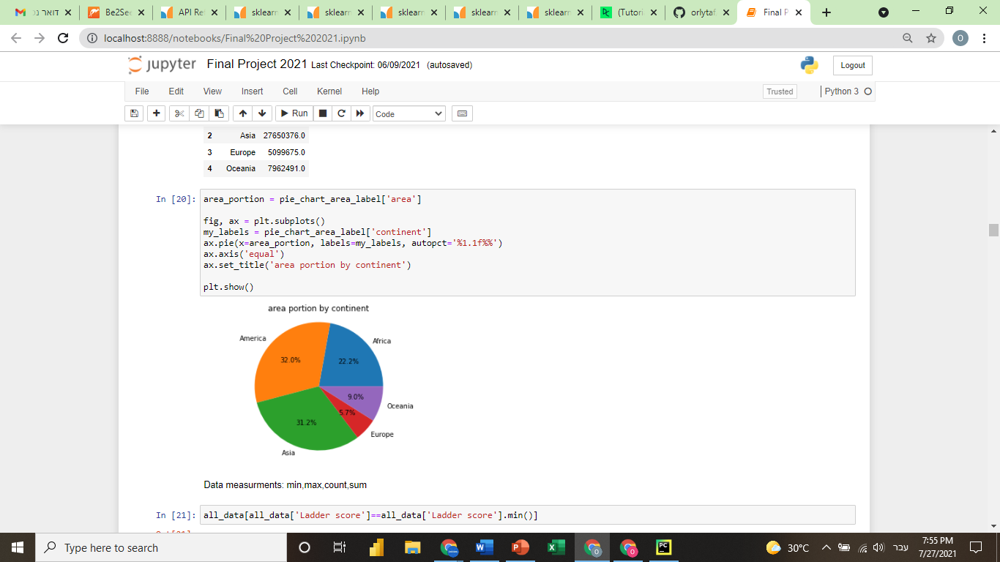 דואר נכ
Be2See
API Re
sklearn
sklearn
sklearn
sklearn
sklearn
(Tutori
orlytaf
Final P
localhost:8888/notebooks/Final%20Project%202021.ipynb
O
jupyter Final Project 2021 Last Checkpoint: 06/09/2021 (autosaved)
Logout
File Edit View Insert Cell Kernel Help
Trusted
Python 3
Run
Code
2 Asia 27650376.0
3 Europe 5099675.0
4 Oceania 7962491.0
In [20]:
area_portion = pie_chart_area_label['area']
fig, ax = plt.subplots()
my_labels = pie_chart_area_label['continent']
ax.pie(x=area_portion, labels=my_labels, autopct='%1.1f%%')
ax.axis('equal')
ax.set_title('area portion by continent')
plt.show()
area portion by continent
America
Africa
32.0%
22.2%
9.0%
Oceania
5.7%
31.2%
Europe
Asia
Data measurments: min,max,count,sum
In [21]:
all_data[all_data['Ladder score']==all_data['Ladder score'].min()]
Type here to search
30°C
עבר
7:55 PM
7/27/2021